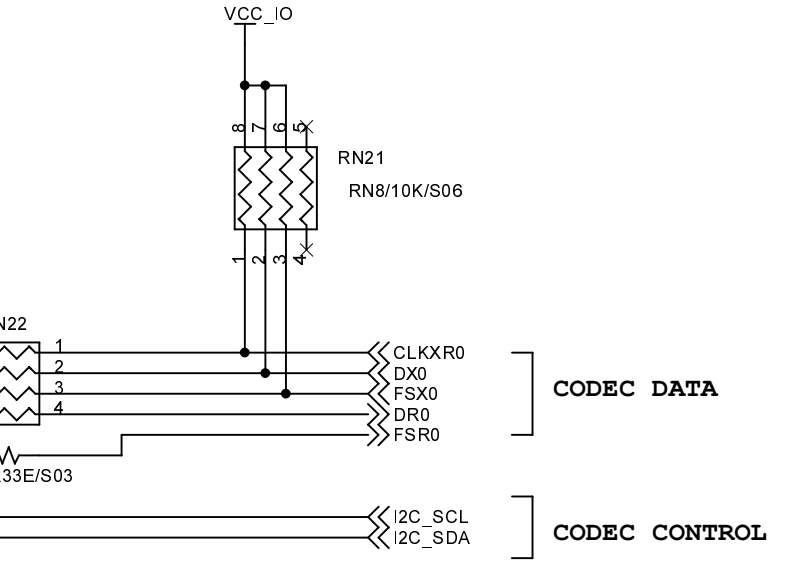 VCC_IO
8 7 6 5
RN21
RN8/10K/S06
1 2 3 4
N22
1
2
3
4
CLKXR0
DX0
FSX0
DR0
FSR0
CODEC DATA
33E/S03
I2C_SCL
I2C_SDA
CODEC CONTROL